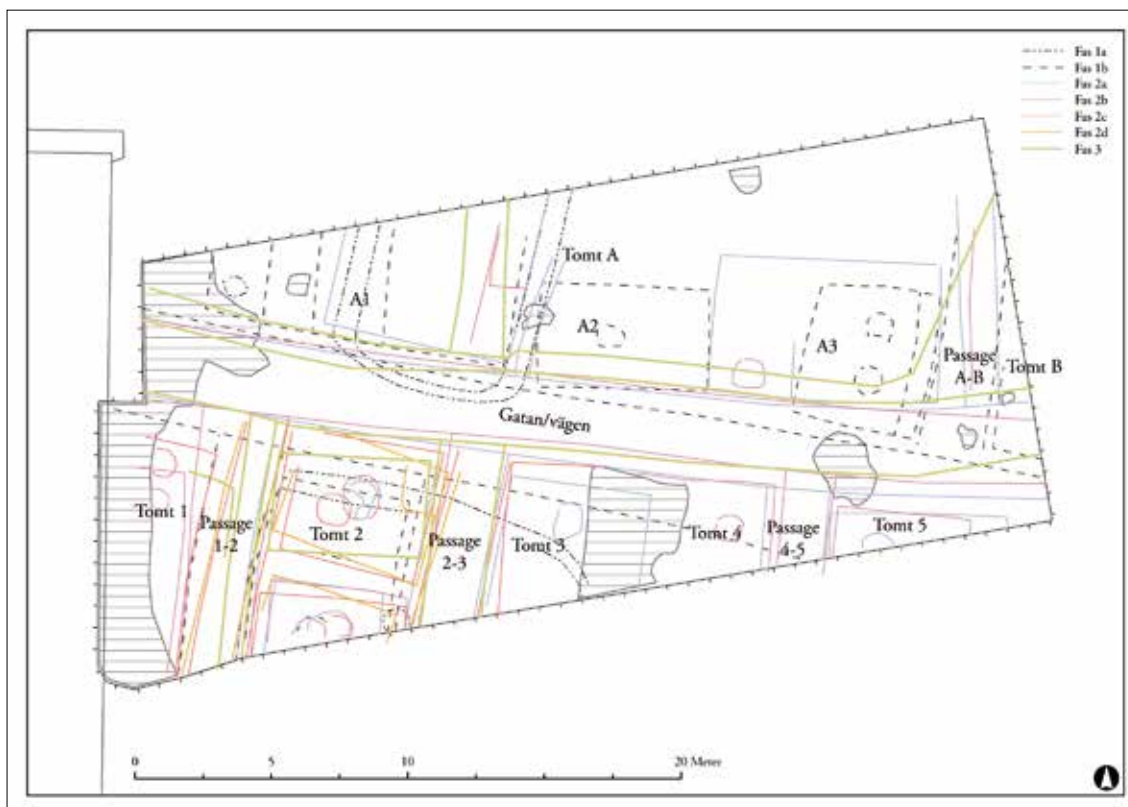 Fas 1a
Fas 1b
Fas 2a
Fas 2b
Fas 2c
Fas 2d
Fas 3
Tomt A
A1
A2
A3
Passage
A-B
Tomt B
Gatan/vägen
Tomt 1
Passage
1-2
Tomt 2
Passage
2-3
Tomt 3
Tomt 4
Passage
4-5
Tomt 5
0 5 10 20 Meter